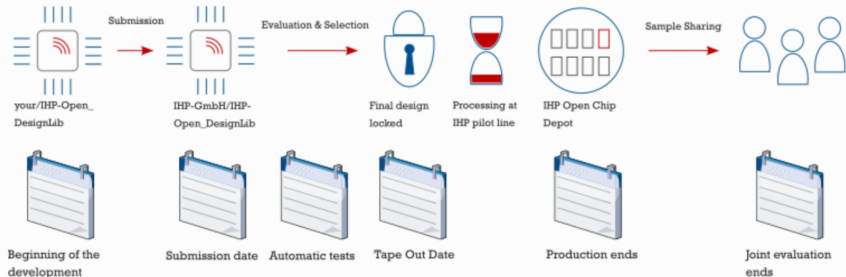 Submission
Evaluation & Selection
Sample Sharing
your/IHP-Open_
DesignLib
IHP-GmbH/IHP-
Open_DesignLib
Final design
locked
Processing at
IHP pilot line
IHP Open Chip
Depot
Beginning of the
development
Submission date
Automatic tests
Tape Out Date
Production ends
Joint evaluation
ends